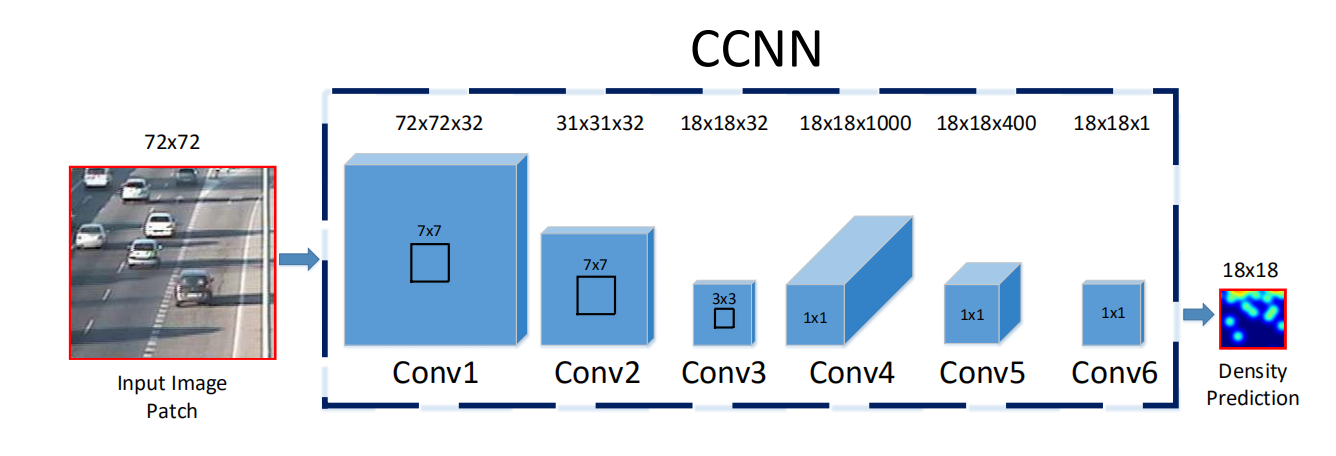 CCNN
72x72
72x72x32
31x31x32
18x18x32
18x18x1000
18x18x400
18x18x1
7x7
7x7
3x3
1x1
1x1
1x1
18x18
Conv1
Conv2
Conv3
Conv4
Conv5
Conv6
Input Image
Patch
Density
Prediction